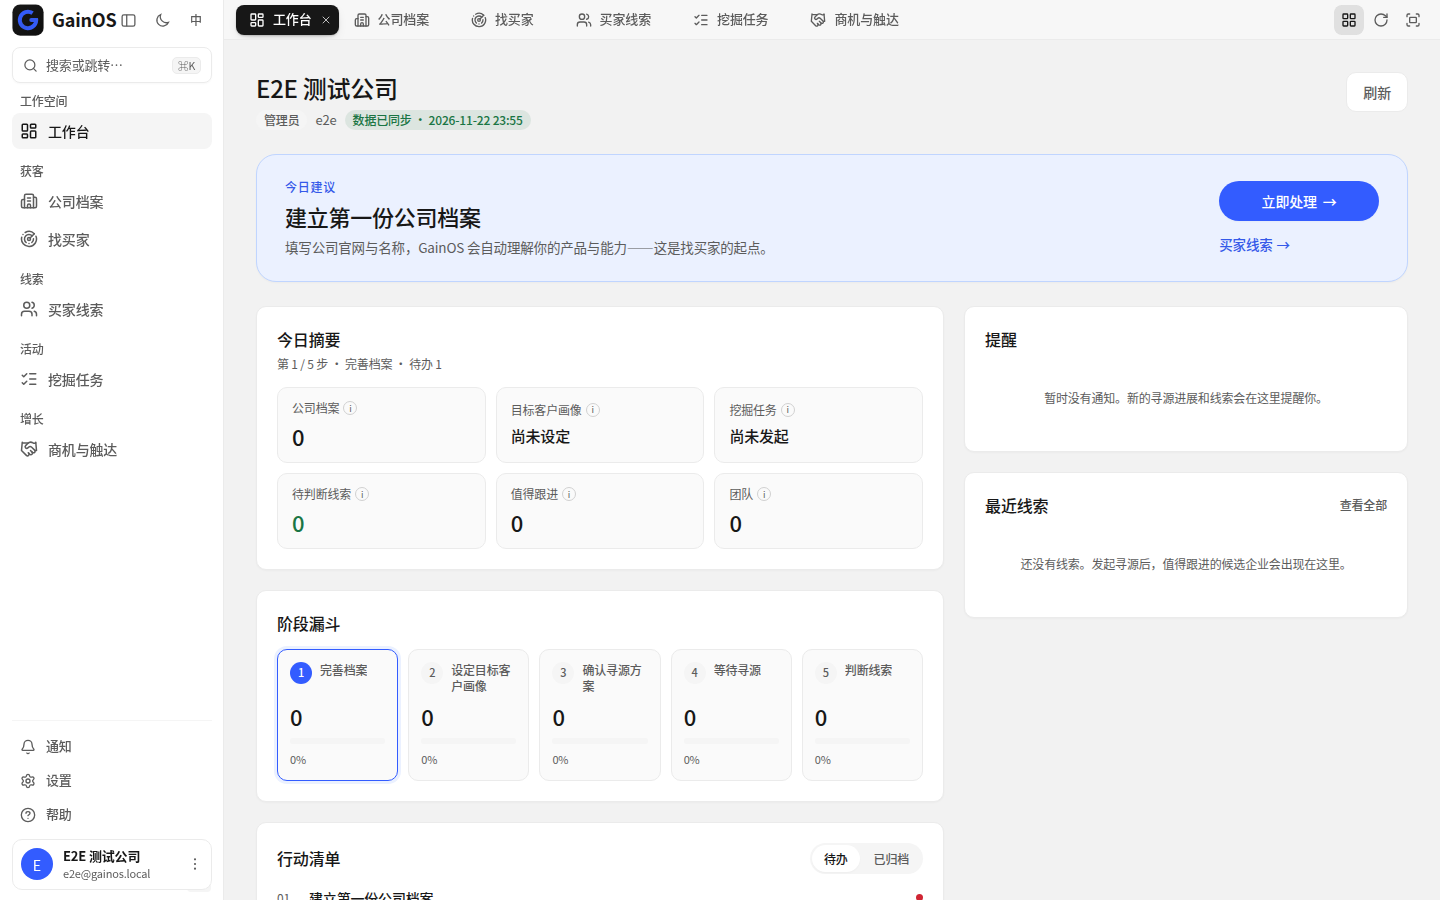 GainOS
中
搜索或跳转…
⌘K
工作空间
工作台
获客
公司档案
找买家
线索
买家线索
活动
挖掘任务
增长
商机与触达
通知
设置
帮助
E
E2E 测试公司
e2e@gainos.local
工作台
公司档案
找买家
买家线索
挖掘任务
商机与触达
E2E 测试公司
管理员 e2e 数据已同步 · 2026-11-22 23:55
刷新
今日建议
建立第一份公司档案
填写公司官网与名称，GainOS 会自动理解你的产品与能力——这是找买家的起点。
立即处理 →
买家线索 →
今日摘要
第 1 / 5 步 · 完善档案 · 待办 1
公司档案
0
目标客户画像
尚未设定
挖掘任务
尚未发起
待判断线索
0
值得跟进
0
团队
0
阶段漏斗
1 完善档案
0
0%
2 设定目标客
户画像
0
0%
3 确认寻源方
案
0
0%
4 等待寻源
0
0%
5 判断线索
0
0%
行动清单
待办 已归档
01 建立第一份公司档案
提醒
暂时没有通知。新的寻源进展和线索会在这里提醒你。
最近线索
查看全部
还没有线索。发起寻源后，值得跟进的候选企业会出现在这里。